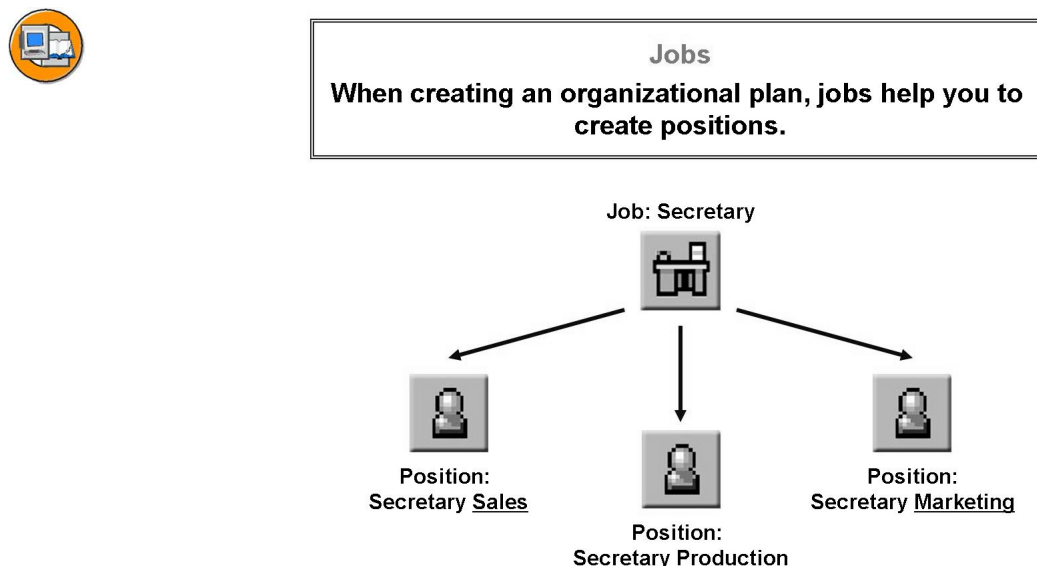 Jobs
When creating an organizational plan, jobs help you to
create positions.
Job: Secretary
Position:
Secretary Sales
Position:
Secretary Production
Position:
Secretary Marketing